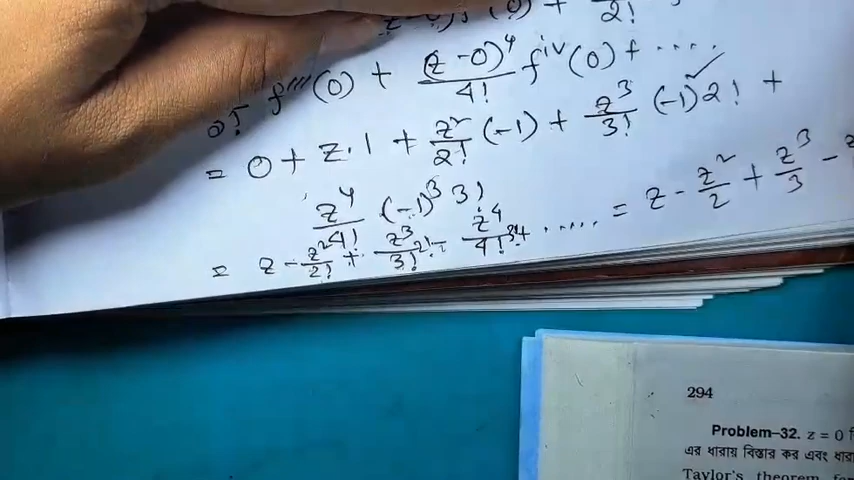 f'''(0) + (z-0)⁴/4! f^{iv}(0) + ....
= 0 + z·1 + z²/2! (-1) + z³/3! (-1)² 2! +
z⁴/4! (-1)³ 3!
= z - z²/2! + z³/3! 2! - z⁴/4! 3! + ..... = z - z²/2 + z³/3 -
294
Problem–32. z = 0
এর ধারায় বিস্তার কর এবং
Taylor's theorem